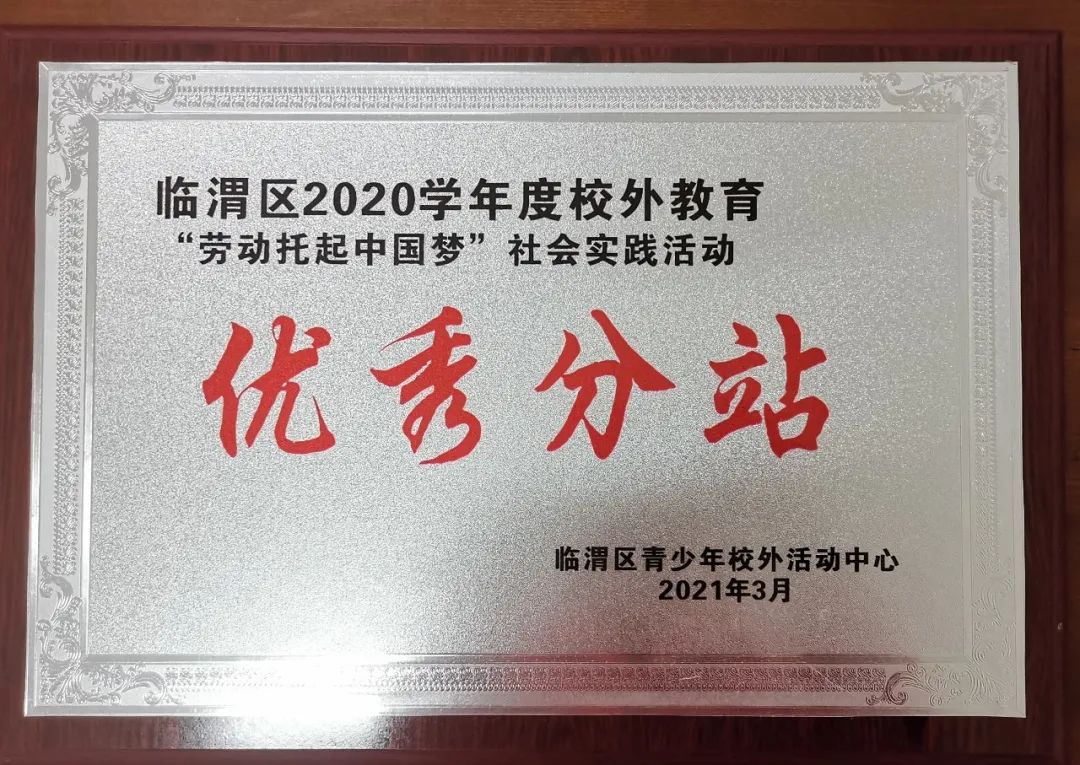 临渭区2020学年度校外教育
“劳动托起中国梦”社会实践活动
优秀分站
临渭区青少年校外活动中心
2021年3月